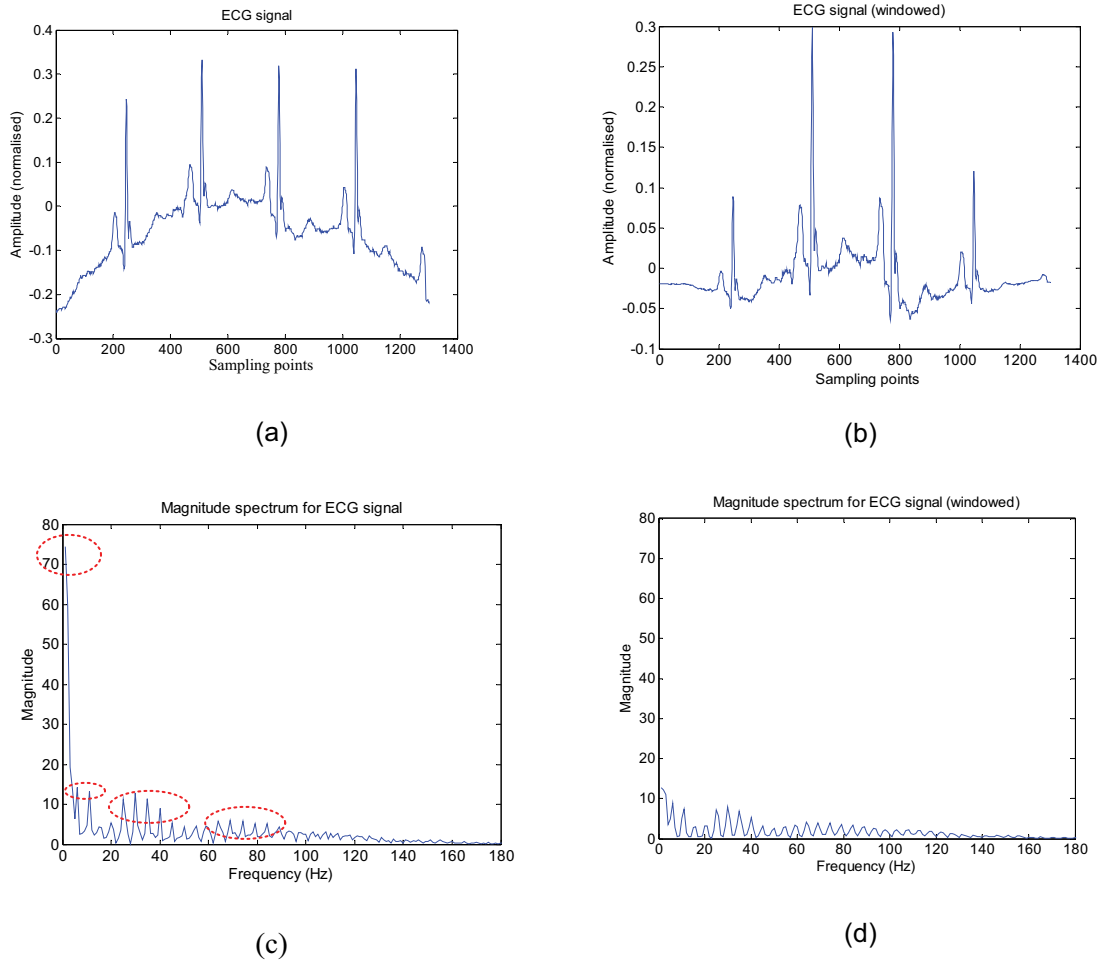 ECG signal
0.4
0.3
0.2
0.1
0
-0.1
-0.2
-0.3
Amplitude (normalised)
0 200 400 600 800 1000 1200 1400
Sampling points
(a)
ECG signal (windowed)
0.3
0.25
0.2
0.15
0.1
0.05
0
-0.05
-0.1
Amplitude (normalised)
0 200 400 600 800 1000 1200 1400
Sampling points
(b)
Magnitude spectrum for ECG signal
80
70
60
50
40
30
20
10
0
Magnitude
0 20 40 60 80 100 120 140 160 180
Frequency (Hz)
(c)
Magnitude spectrum for ECG signal (windowed)
80
70
60
50
40
30
20
10
0
Magnitude
0 20 40 60 80 100 120 140 160 180
Frequency (Hz)
(d)